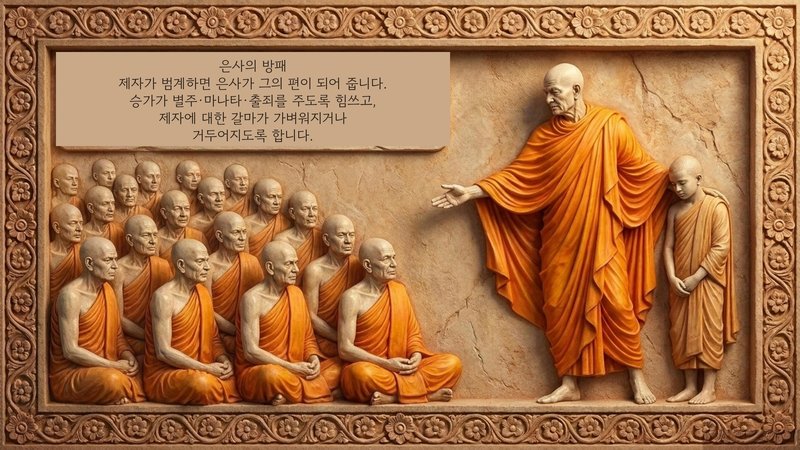 은사의 방패
제자가 범계하면 은사가 그의 편이 되어 줍니다.
승가가 별주·마나타·출죄를 주도록 힘쓰고,
제자에 대한 갈마가 가벼워지거나
거두어지도록 합니다.